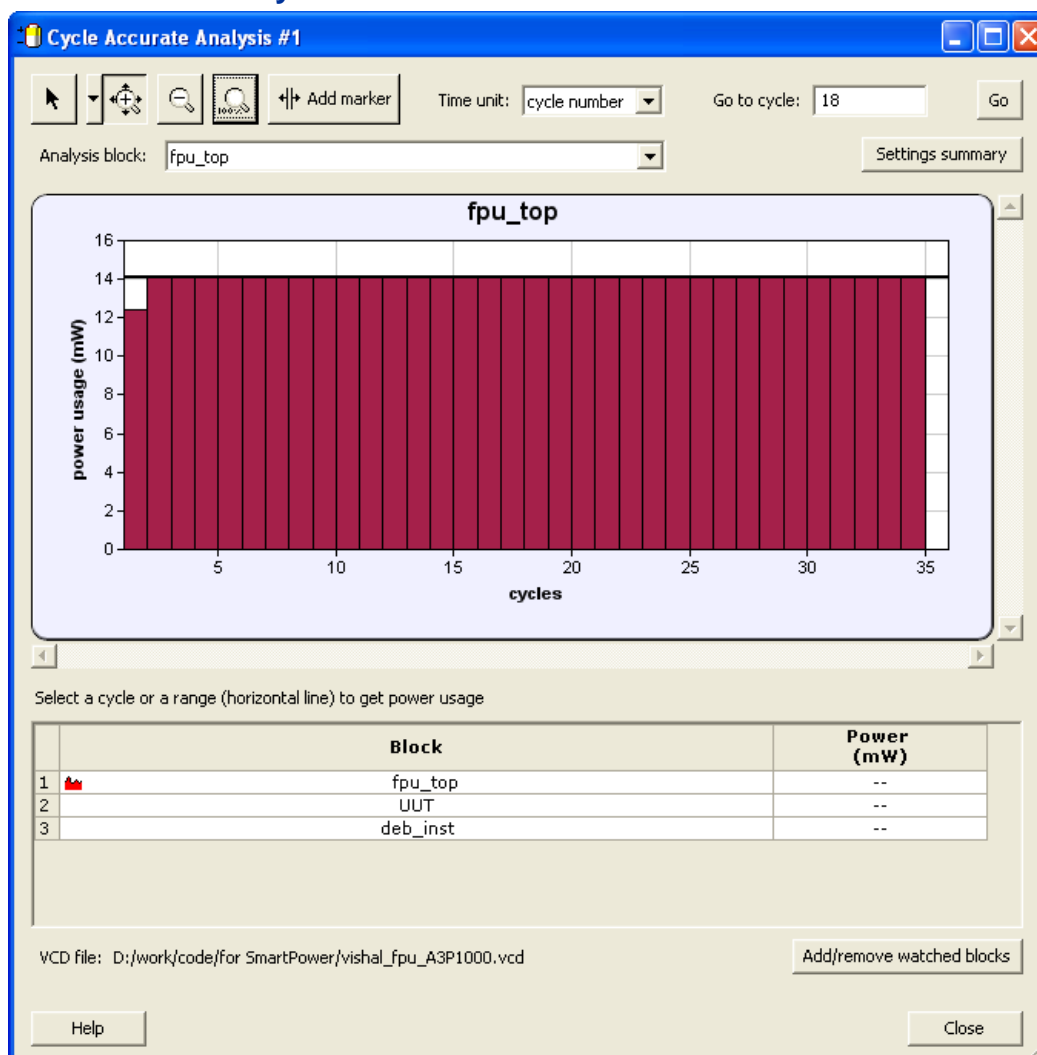 Cycle Accurate Analysis #1
Add marker Time unit: cycle number Go to cycle: 18 Go
100%
Analysis block: fpu_top Settings summary
fpu_top
16
14
12
10
8
6
4
2
0
power usage (mW)
5 10 15 20 25 30 35
cycles
Select a cycle or a range (horizontal line) to get power usage
Block Power (mW)
1 fpu_top --
2 UUT --
3 deb_inst --
VCD file: D:/work/code/for SmartPower/vishal_fpu_A3P1000.vcd Add/remove watched blocks
Help Close